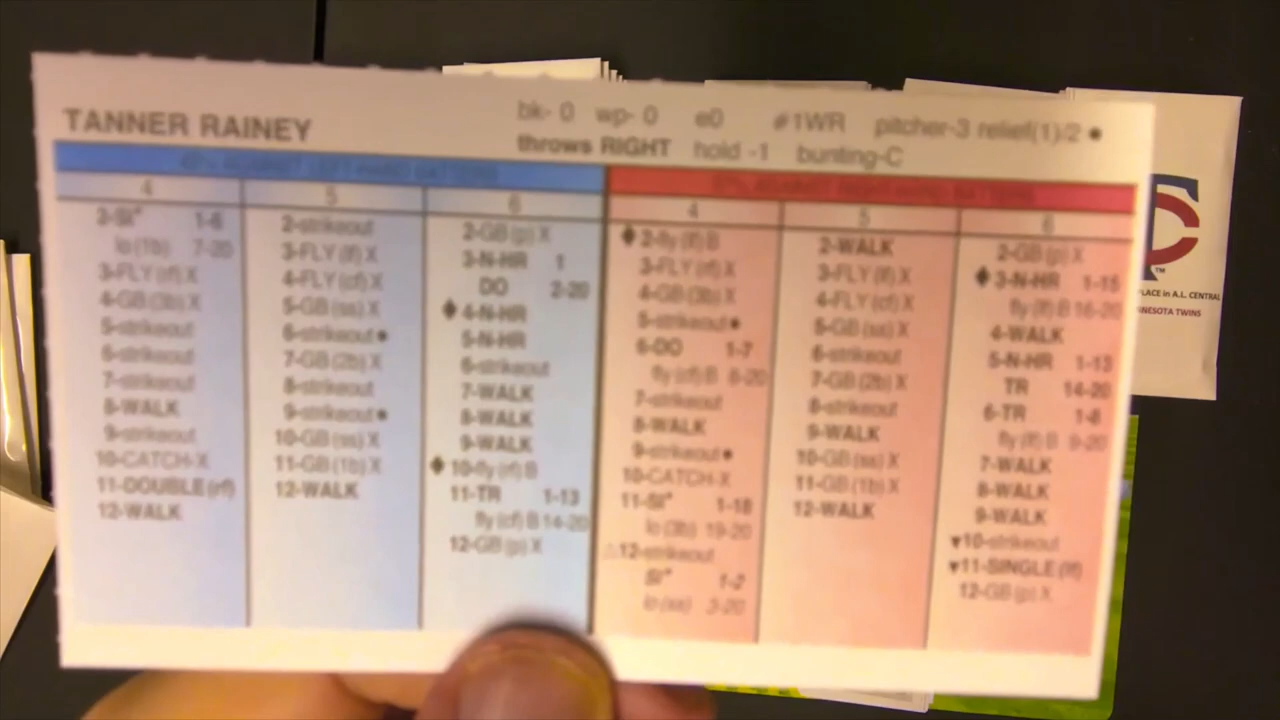 TANNER RAINEY
bk- 0 wp- 0 e0 #1WR pitcher-3 relief(1)/2
throws RIGHT hold -1 bunting-C
4
2-SI* 1-6
lo (1b) 7-20
3-FLY (rf) X
4-GB (3b) X
5-strikeout
6-strikeout
7-strikeout
8-WALK
9-strikeout
10-CATCH-X
11-DOUBLE (rf)
12-WALK
5
2-strikeout
3-FLY (lf) X
4-FLY (cf) X
5-GB (ss) X
6-strikeout
7-GB (2b) X
8-strikeout
9-strikeout
10-GB (ss) X
11-GB (1b) X
12-WALK
6
2-GB (p) X
3-N-HR 1
DO 2-20
4-N-HR
5-N-HR
6-strikeout
7-WALK
8-WALK
9-WALK
10-fly (rf) B
11-TR 1-13
fly (cf) B 14-20
12-GB (p) X
4
2-fly (lf) B
3-FLY (rf) X
4-GB (3b) X
5-strikeout
6-DO 1-7
fly (cf) B 8-20
7-strikeout
8-WALK
9-strikeout
10-CATCH-X
11-SI* 1-18
lo (3b) 19-20
12-strikeout
SI* 1-2
lo (ss) 3-20
5
2-WALK
3-FLY (lf) X
4-FLY (cf) X
5-GB (ss) X
6-strikeout
7-GB (2b) X
8-strikeout
9-WALK
10-GB (ss) X
11-GB (1b) X
12-WALK
6
2-GB (p) X
3-N-HR 1-15
fly (lf) B 16-20
4-WALK
5-N-HR 1-13
TR 14-20
6-TR 1-8
fly (lf) B 9-20
7-WALK
8-WALK
9-WALK
10-strikeout
11-SINGLE (lf)
12-GB (p) X
TM
PLACE in A.L. CENTRAL
NESOTA TWINS